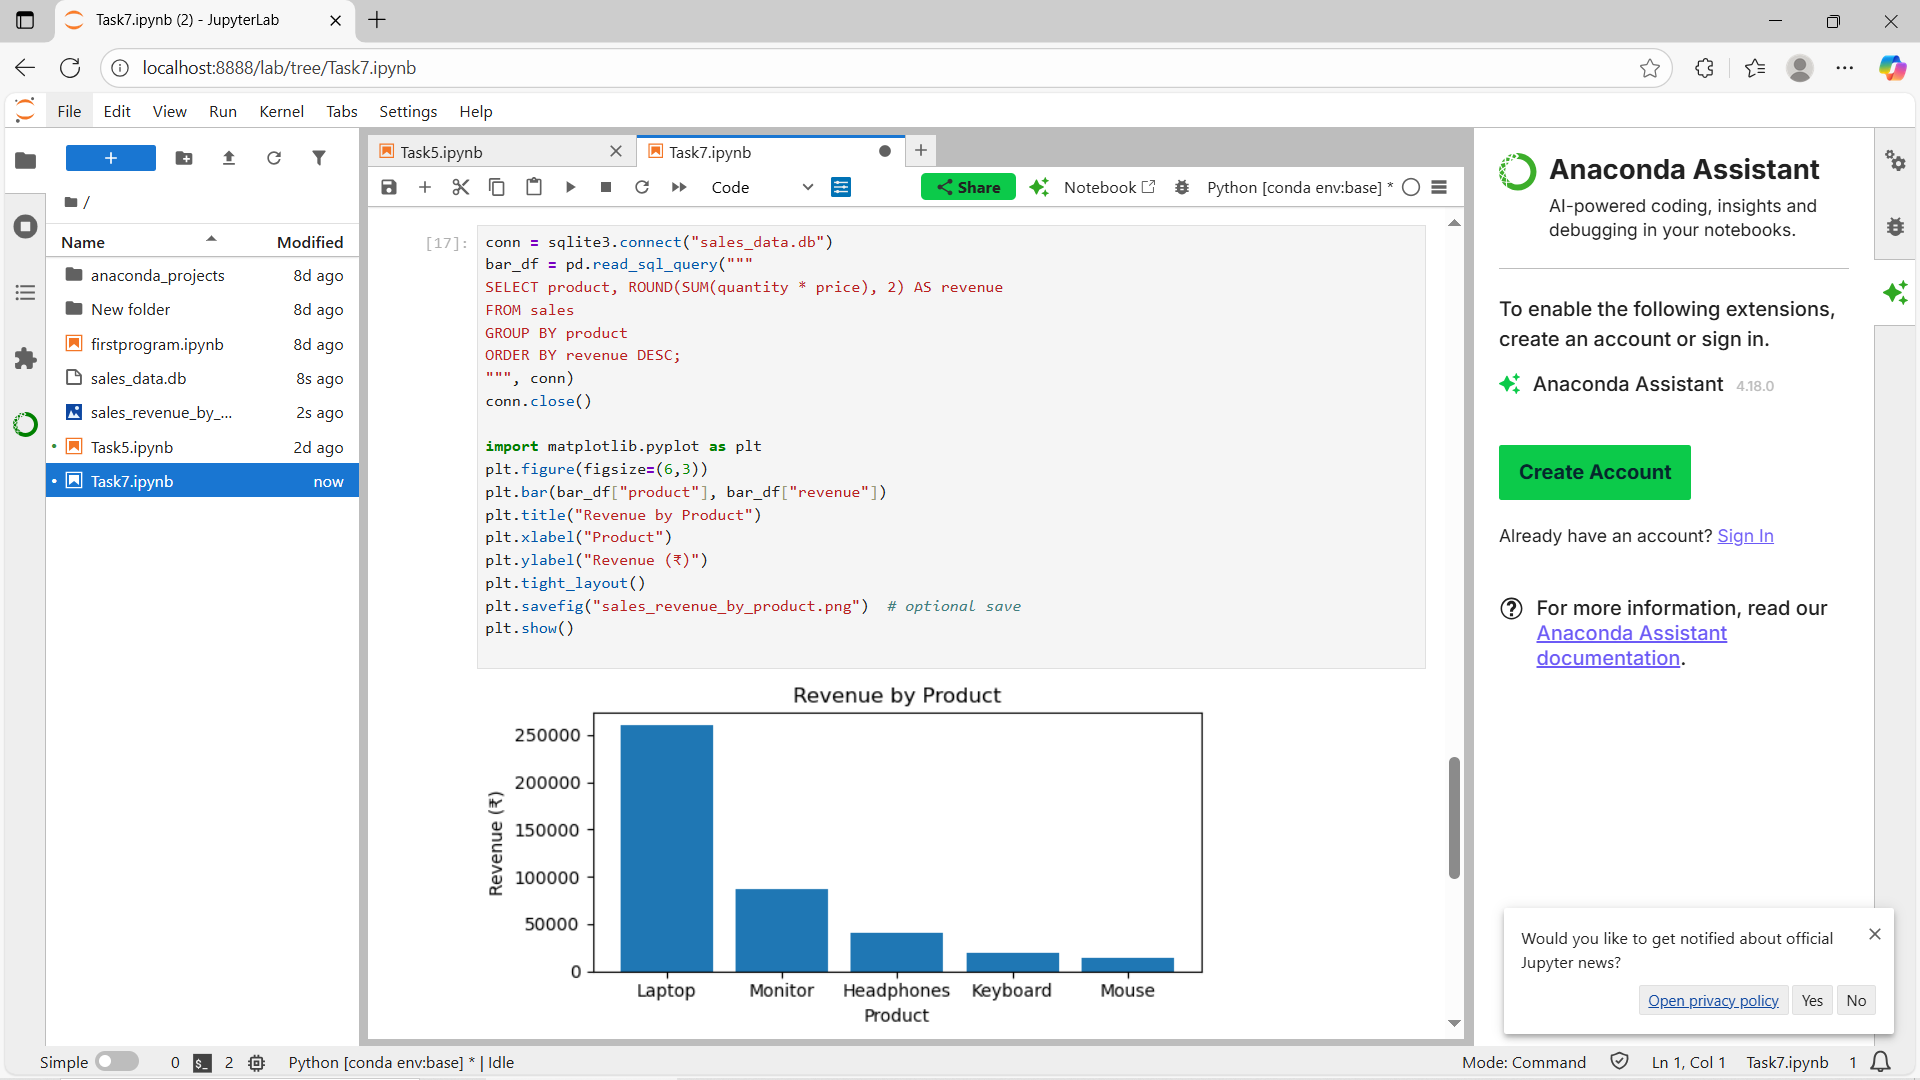 Task7.ipynb (2) - JupyterLab
localhost:8888/lab/tree/Task7.ipynb
File Edit View Run Kernel Tabs Settings Help
/
Name Modified
anaconda_projects 8d ago
New folder 8d ago
firstprogram.ipynb 8d ago
sales_data.db 8s ago
sales_revenue_by_... 2s ago
Task5.ipynb 2d ago
Task7.ipynb now
Task5.ipynb
Task7.ipynb
Code
Share
Notebook
Python [conda env:base] *
[17]:
conn = sqlite3.connect("sales_data.db")
bar_df = pd.read_sql_query("""
SELECT product, ROUND(SUM(quantity * price), 2) AS revenue
FROM sales
GROUP BY product
ORDER BY revenue DESC;
""", conn)
conn.close()
import matplotlib.pyplot as plt
plt.figure(figsize=(6,3))
plt.bar(bar_df["product"], bar_df["revenue"])
plt.title("Revenue by Product")
plt.xlabel("Product")
plt.ylabel("Revenue (₹)")
plt.tight_layout()
plt.savefig("sales_revenue_by_product.png")  # optional save
plt.show()
Revenue by Product
Revenue (₹)
250000
200000
150000
100000
50000
0
Laptop Monitor Headphones Keyboard Mouse
Product
Anaconda Assistant
AI-powered coding, insights and
debugging in your notebooks.
To enable the following extensions,
create an account or sign in.
Anaconda Assistant 4.18.0
Create Account
Already have an account? Sign In
For more information, read our
Anaconda Assistant
documentation.
Would you like to get notified about official
Jupyter news?
Open privacy policy Yes No
Simple 0 2 Python [conda env:base] * | Idle
Mode: Command Ln 1, Col 1 Task7.ipynb 1